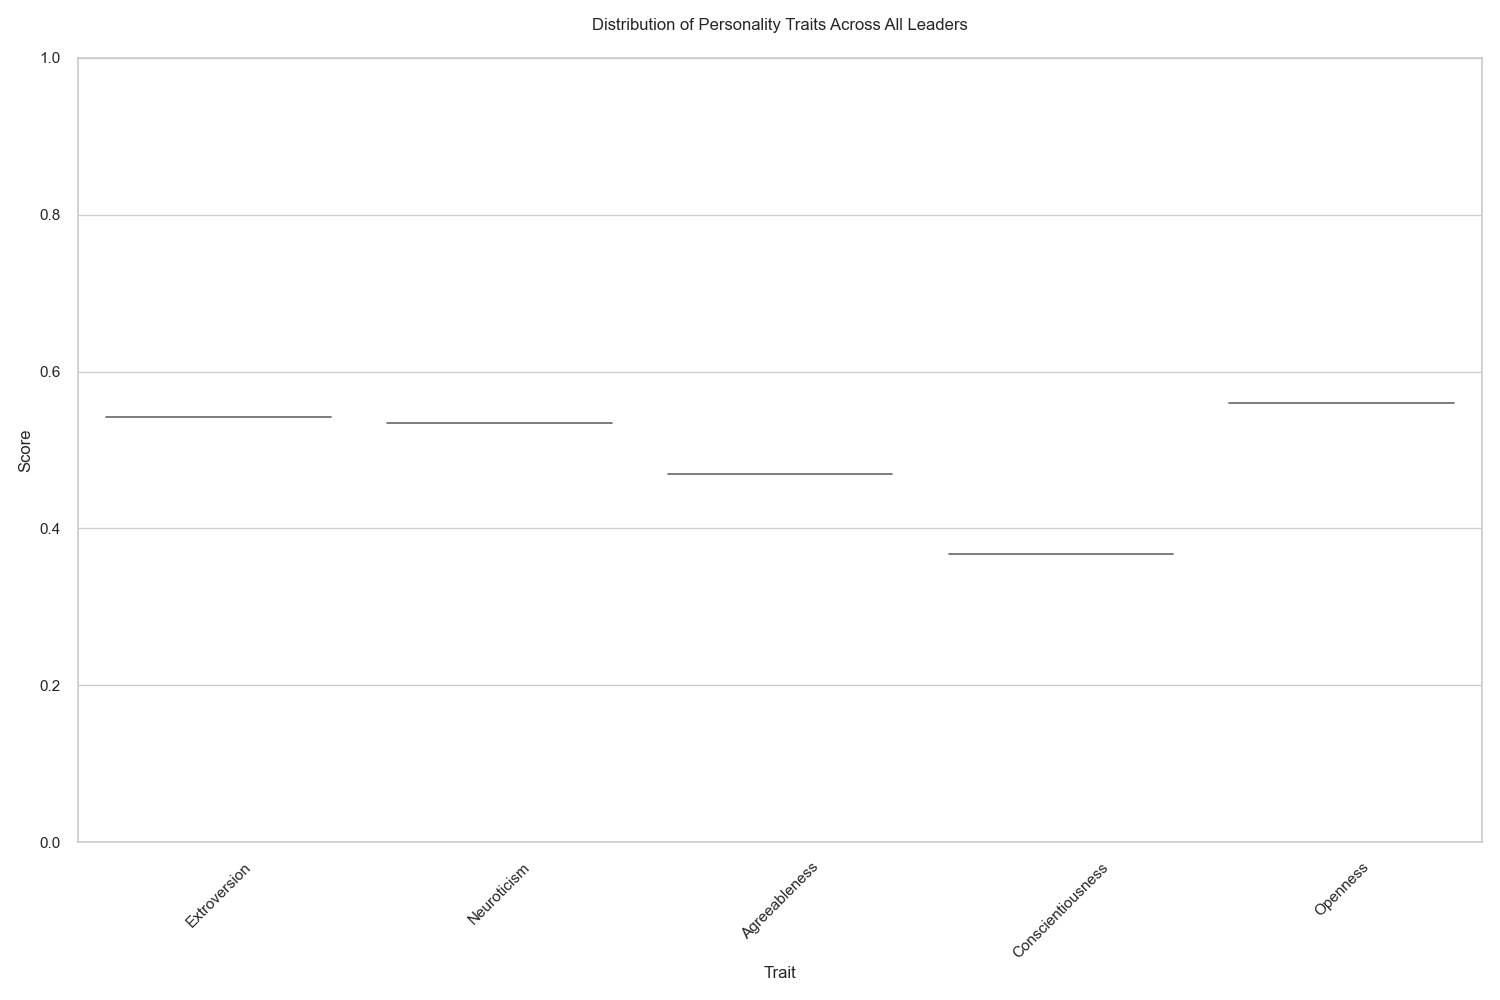 Distribution of Personality Traits Across All Leaders
1.0
0.8
0.6
0.4
0.2
0.0
Score
Extroversion
Neuroticism
Agreeableness
Conscientiousness
Openness
Trait